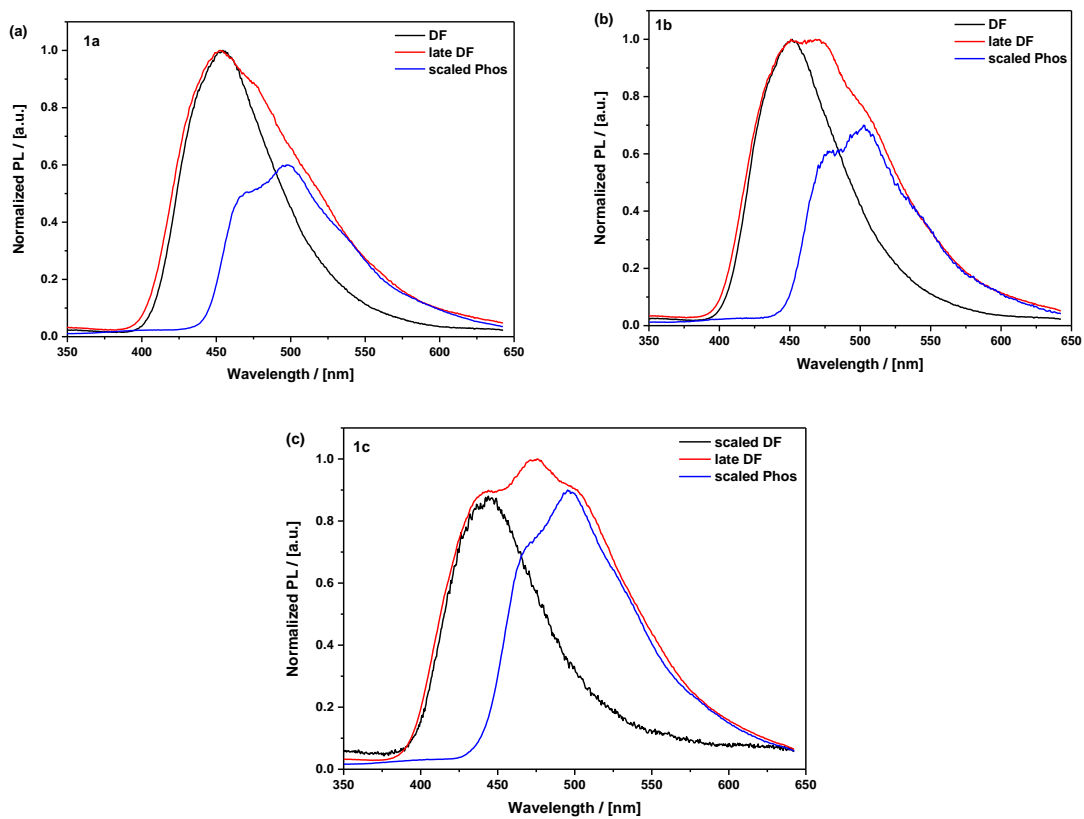 (a)
1a
DF
late DF
scaled Phos
1.0
0.8
0.6
0.4
0.2
0.0
Normalized PL / [a.u.]
350 400 450 500 550 600 650
Wavelength / [nm]
(b)
1b
DF
late DF
scaled Phos
1.0
0.8
0.6
0.4
0.2
0.0
Normalized PL / [a.u.]
350 400 450 500 550 600 650
Wavelength / [nm]
(c)
1c
scaled DF
late DF
scaled Phos
1.0
0.8
0.6
0.4
0.2
0.0
Normalized PL / [a.u.]
350 400 450 500 550 600 650
Wavelength / [nm]